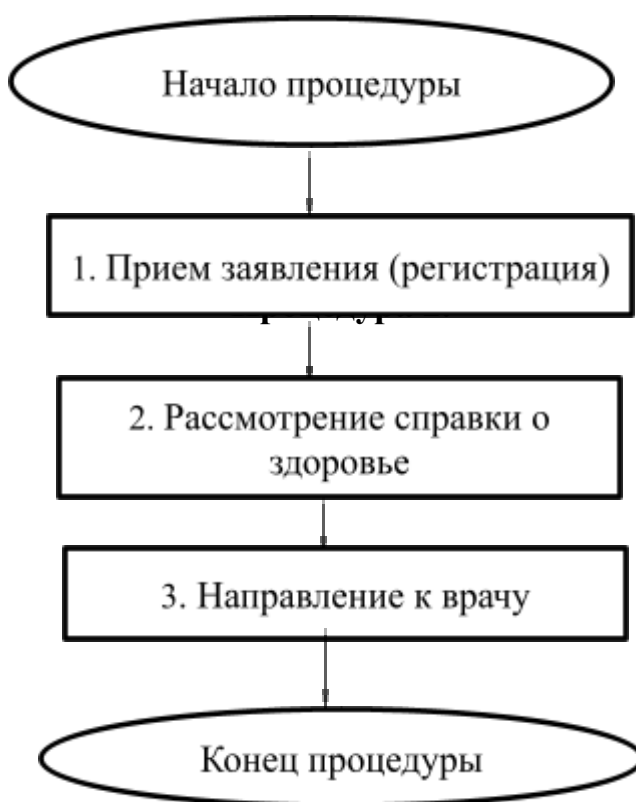 Начало процедуры
1. Прием заявления (регистрация)
2. Рассмотрение справки о
здоровье
3. Направление к врачу
Конец процедуры